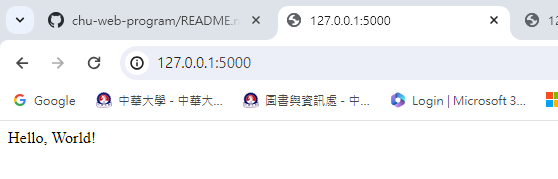 chu-web-program/README.m
127.0.0.1:5000
12
127.0.0.1:5000
Google
中華大學 - 中華大...
圖書與資訊處 - 中...
Login | Microsoft 3...
Hello, World!